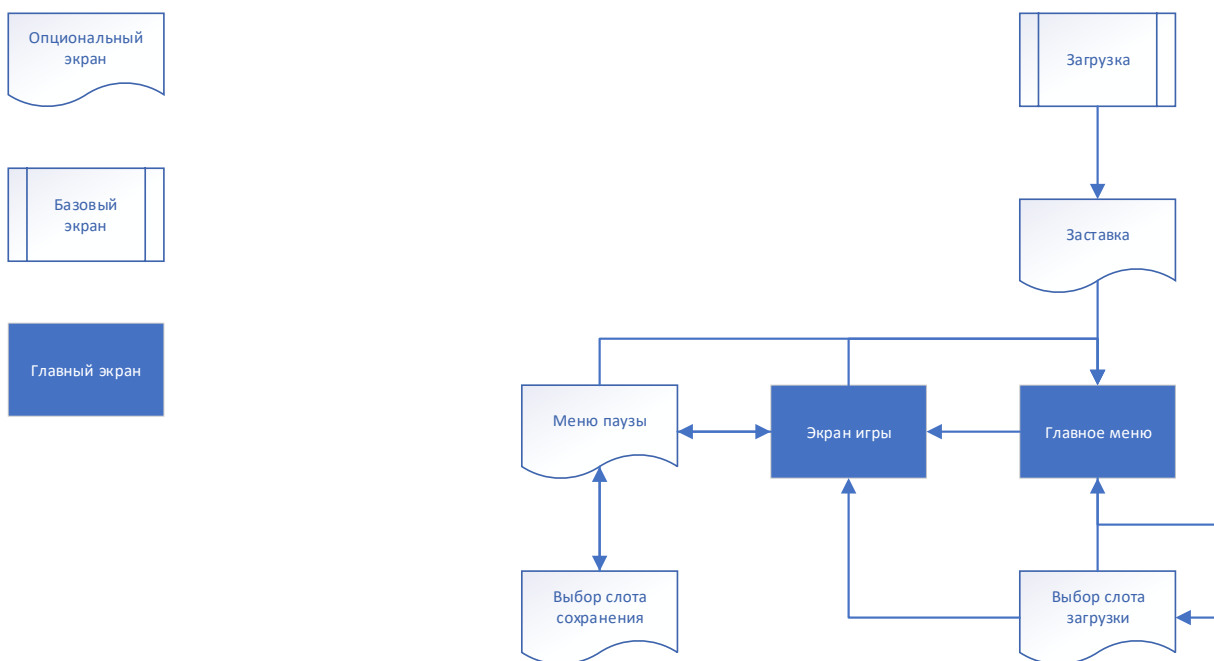 Опциональный
экран
Базовый
экран
Главный экран
Загрузка
Заставка
Меню паузы
Экран игры
Главное меню
Выбор слота
сохранения
Выбор слота
загрузки